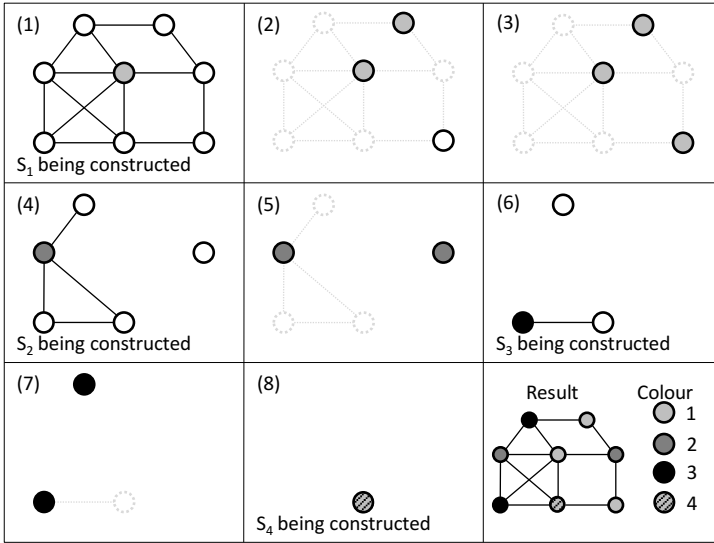 (1)
S₁ being constructed
(2)
(3)
(4)
S₂ being constructed
(5)
(6)
S₃ being constructed
(7)
(8)
S₄ being constructed
Result
Colour
1
2
3
4